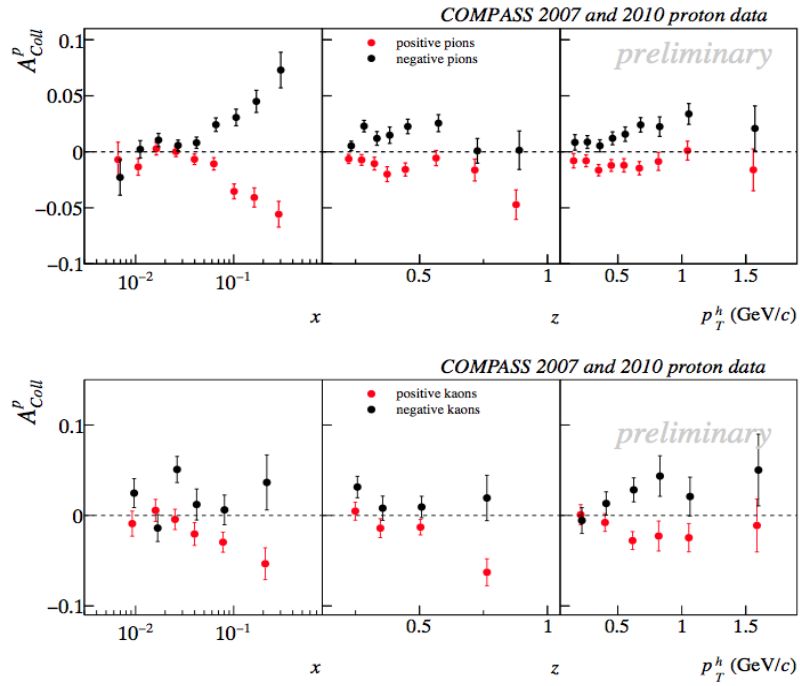 COMPASS 2007 and 2010 proton data
A^p_Coll
0.1
0.05
0
−0.05
−0.1
positive pions
negative pions
preliminary
10^−2
10^−1
0.5
1
0.5
1
1.5
x
z
p^h_T (GeV/c)
COMPASS 2007 and 2010 proton data
A^p_Coll
0.1
0
−0.1
positive kaons
negative kaons
preliminary
10^−2
10^−1
0.5
1
0.5
1
1.5
x
z
p^h_T (GeV/c)